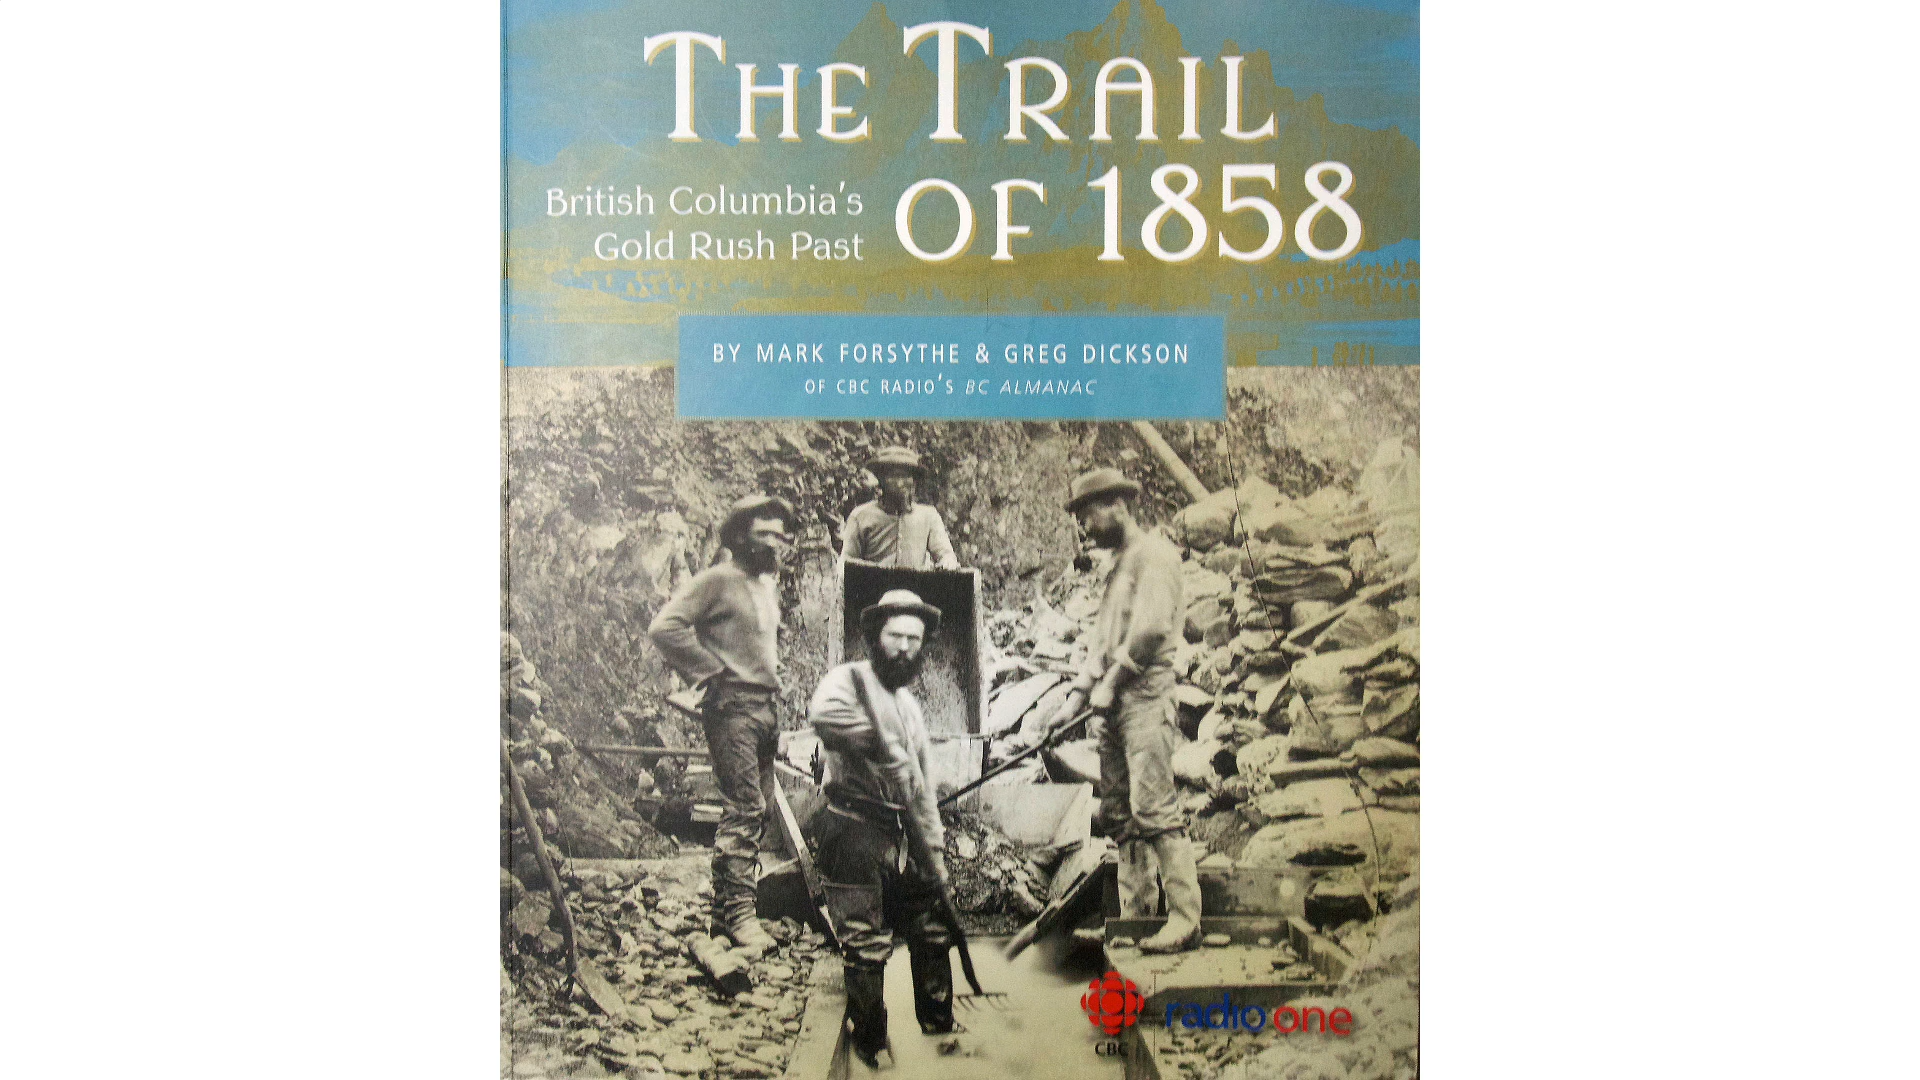 THE TRAIL
OF 1858
British Columbia's
Gold Rush Past
BY MARK FORSYTHE & GREG DICKSON
OF CBC RADIO'S BC ALMANAC
radio one
CBC